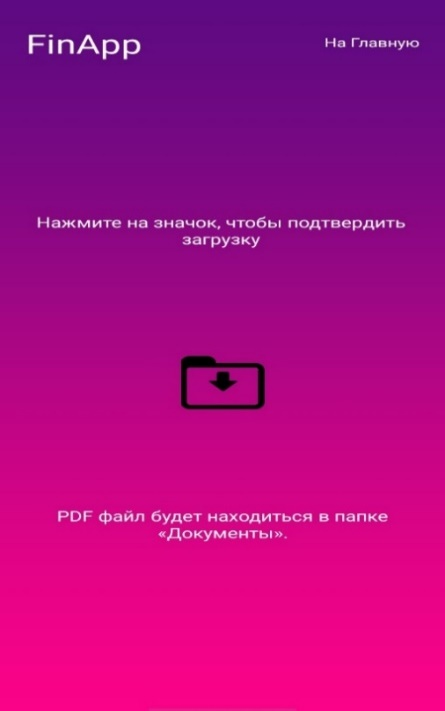 FinApp
На Главную
Нажмите на значок, чтобы подтвердить
загрузку
PDF файл будет находиться в папке
«Документы».